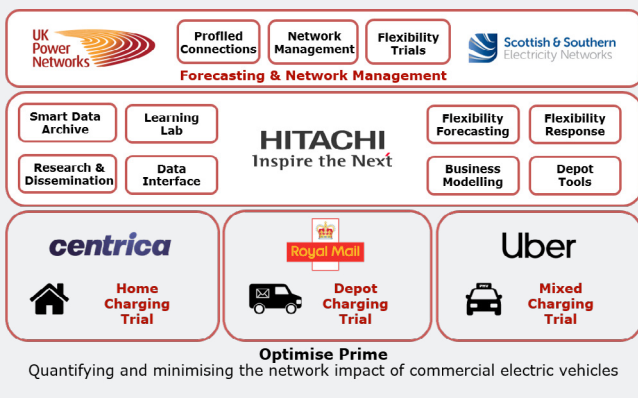 UK
Power
Networks
Profiled
Connections
Network
Management
Flexibility
Trials
Scottish & Southern
Electricity Networks
Forecasting & Network Management
Smart Data
Archive
Learning
Lab
Research &
Dissemination
Data
Interface
HITACHI
Inspire the Next
Flexibility
Forecasting
Flexibility
Response
Business
Modelling
Depot
Tools
centrica
Home
Charging
Trial
Royal Mail
Depot
Charging
Trial
Uber
Mixed
Charging
Trial
Optimise Prime
Quantifying and minimising the network impact of commercial electric vehicles